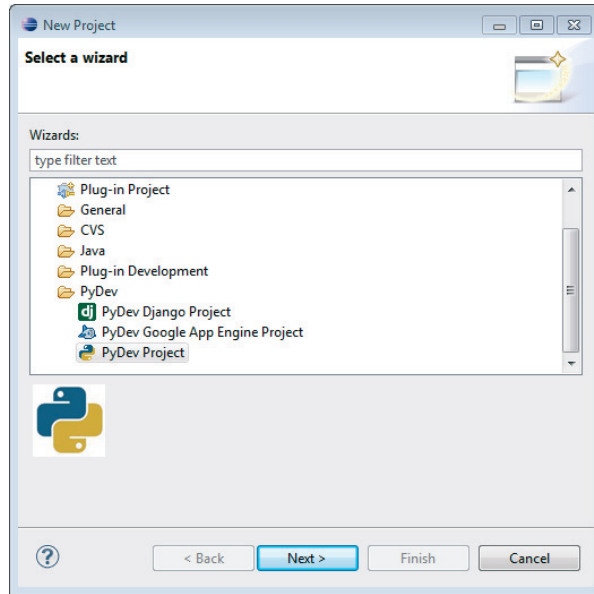 New Project
Select a wizard
Wizards:
type filter text
Plug-in Project
General
CVS
Java
Plug-in Development
PyDev
dj PyDev Django Project
PyDev Google App Engine Project
PyDev Project
? < Back Next > Finish Cancel